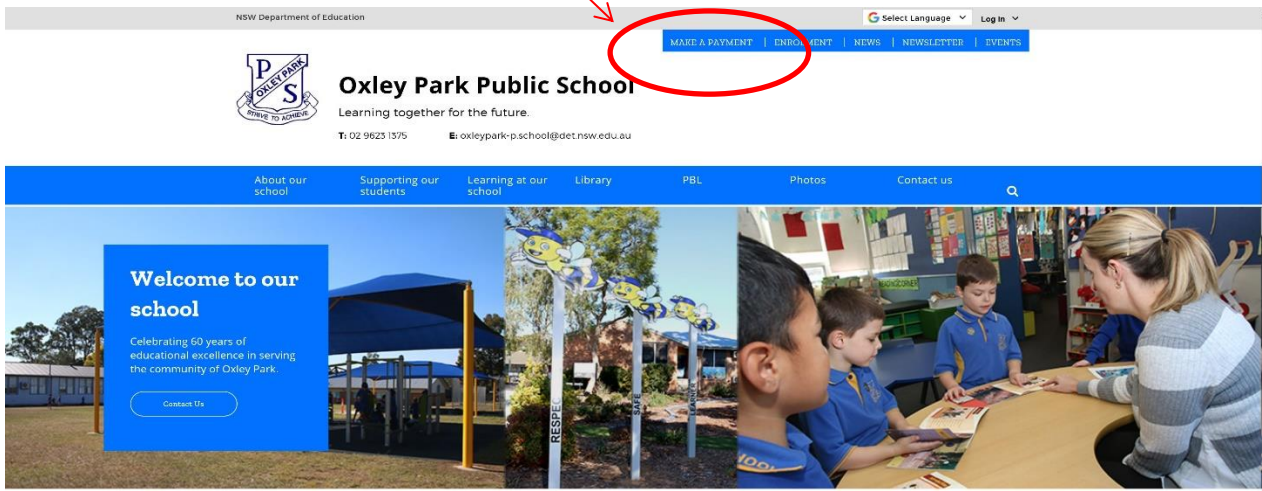 NSW Department of Education
Select Language
Log In
MAKE A PAYMENT | ENROLMENT | NEWS | NEWSLETTER | EVENTS
P
OXLEY PARK
S
STRIVE TO ACHIEVE
Oxley Park Public School
Learning together for the future.
T: 02 9623 1375 E: oxleypark-p.school@det.nsw.edu.au
About our school
Supporting our students
Learning at our school
Library
PBL
Photos
Contact us
Welcome to our
school
Celebrating 60 years of
educational excellence in serving
the community of Oxley Park.
Contact Us
RESPECT
SAFE
LEARNER